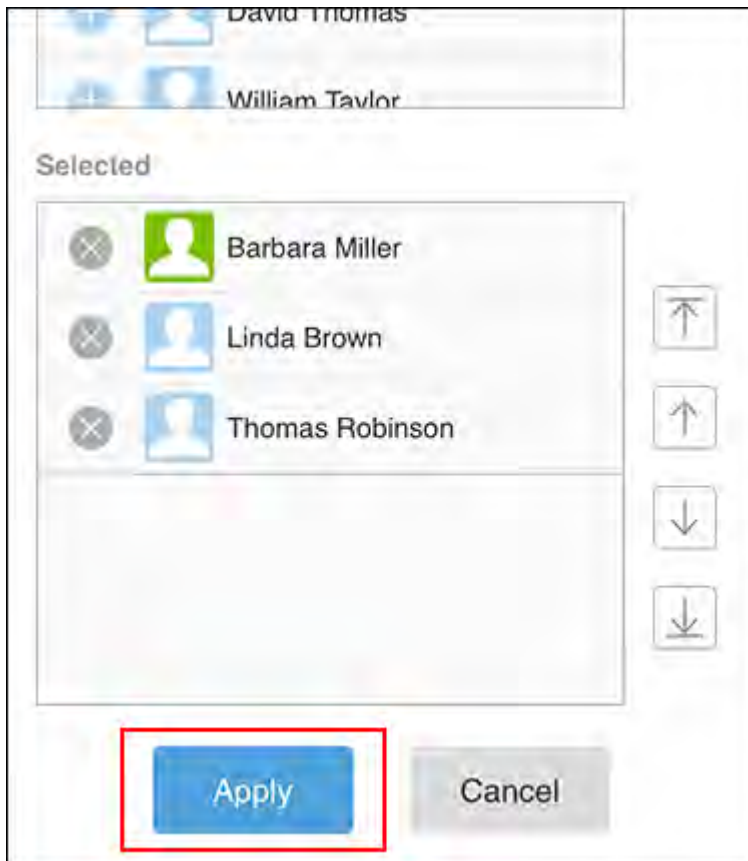 David Thomas
William Taylor
Selected
Barbara Miller
Linda Brown
Thomas Robinson
Apply
Cancel